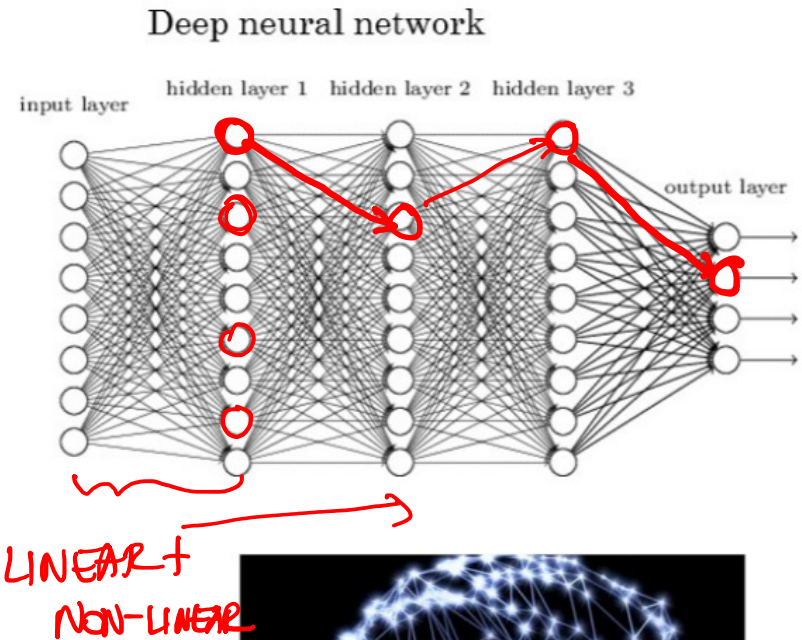 Deep neural network
hidden layer 1 hidden layer 2 hidden layer 3
input layer
output layer
LINEAR +
NON-LINEAR